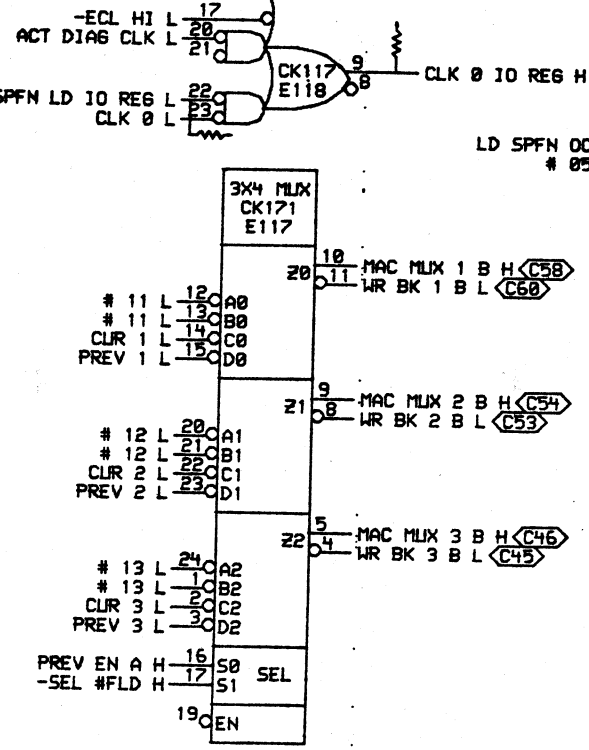 -ECL HI L 17
ACT DIAG CLK L 20
21
CK117
E118
9
8
CLK 0 IO REG H
SPFN LD IO REG L 22
CLK 0 L 23
LD SPFN
# 05
3X4 MUX
CK171
E117
Z0
10 MAC MUX 1 B H C58
11 WR BK 1 B L C60
# 11 L 12 A0
# 11 L 13 B0
CUR 1 L 14 C0
PREV 1 L 15 D0
Z1
9 MAC MUX 2 B H C54
8 WR BK 2 B L C53
# 12 L 20 A1
# 12 L 21 B1
CUR 2 L 22 C1
PREV 2 L 23 D1
Z2
5 MAC MUX 3 B H C46
4 WR BK 3 B L C45
# 13 L 24 A2
# 13 L 1 B2
CUR 3 L 2 C2
PREV 3 L 3 D2
PREV EN A H 16 S0
-SEL #FLD H 17 S1
SEL
19 EN